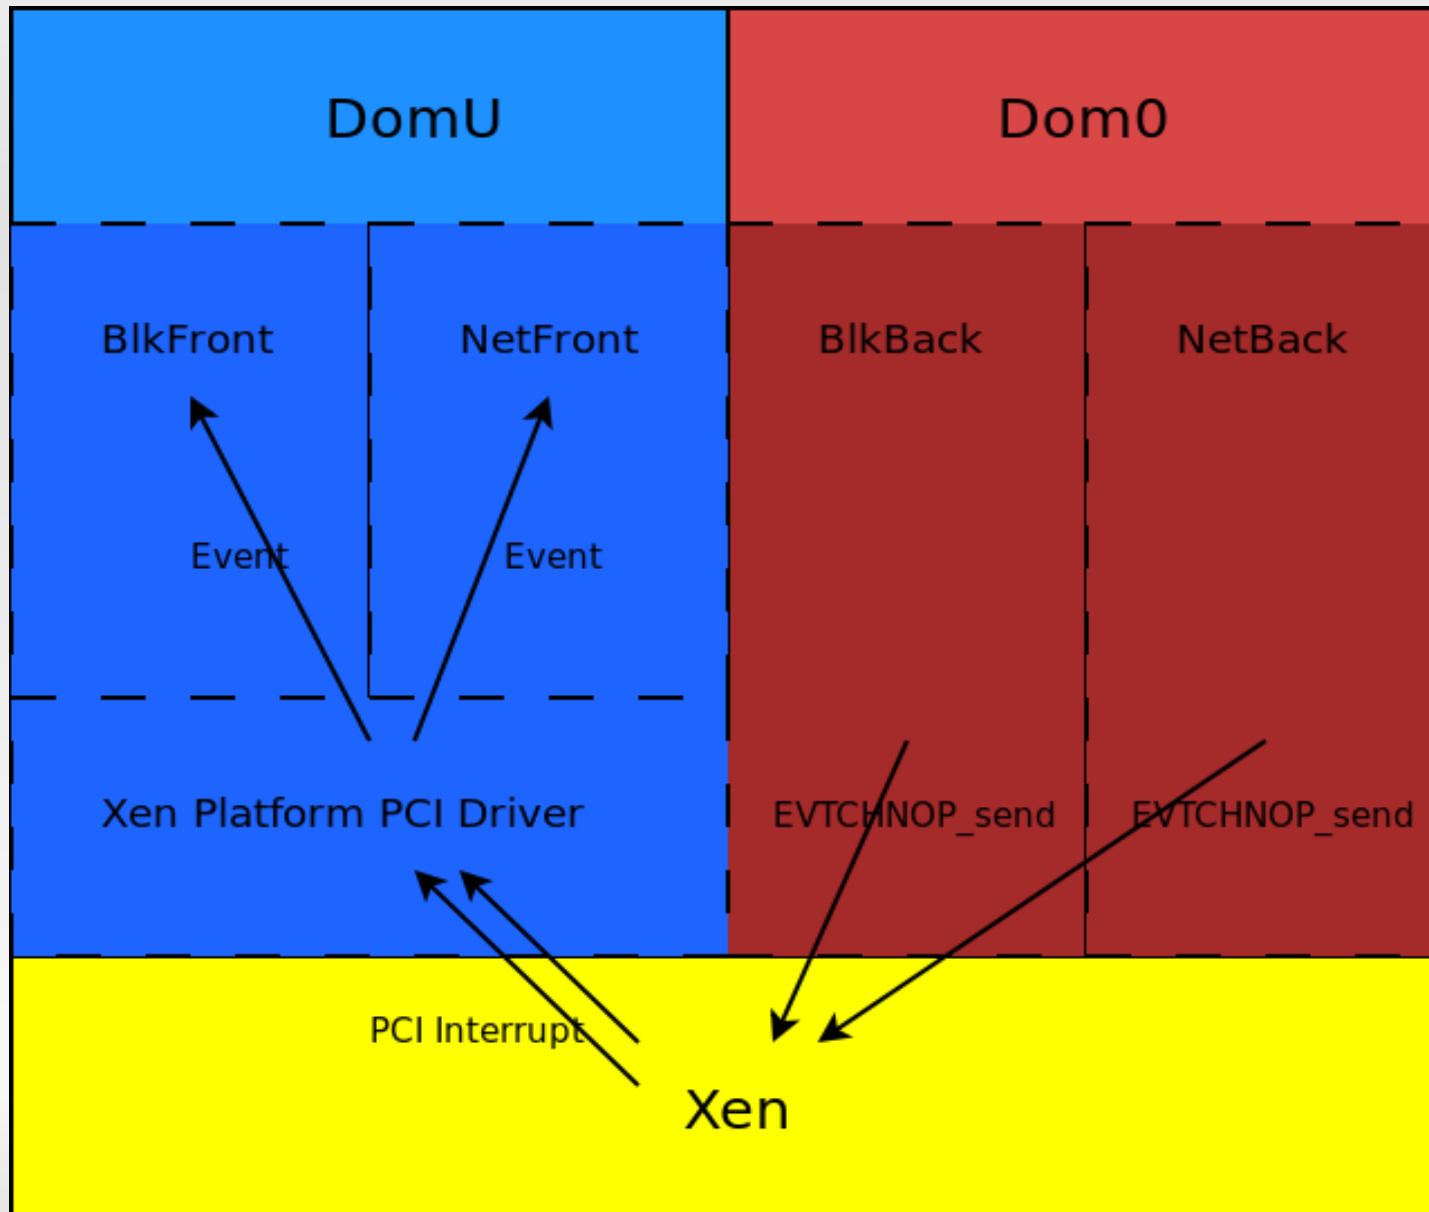 DomU
Dom0
BlkFront
NetFront
BlkBack
NetBack
Event
Event
Xen Platform PCI Driver
EVTCHNOP_send
EVTCHNOP_send
PCI Interrupt
Xen